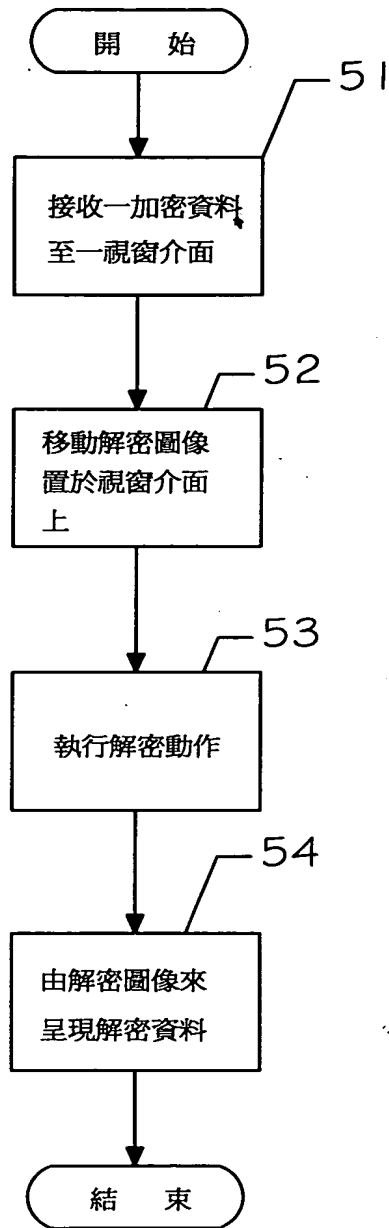 開 始
51
接收一加密資料
至一視窗介面
52
移動解密圖像
置於視窗介面
上
53
執行解密動作
54
由解密圖像來
呈現解密資料
結 束